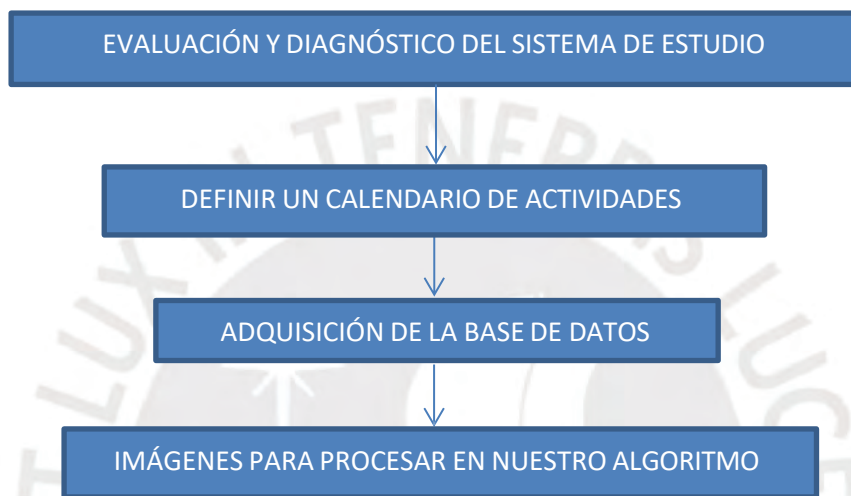 EVALUACIÓN Y DIAGNÓSTICO DEL SISTEMA DE ESTUDIO
DEFINIR UN CALENDARIO DE ACTIVIDADES
ADQUISICIÓN DE LA BASE DE DATOS
IMÁGENES PARA PROCESAR EN NUESTRO ALGORITMO